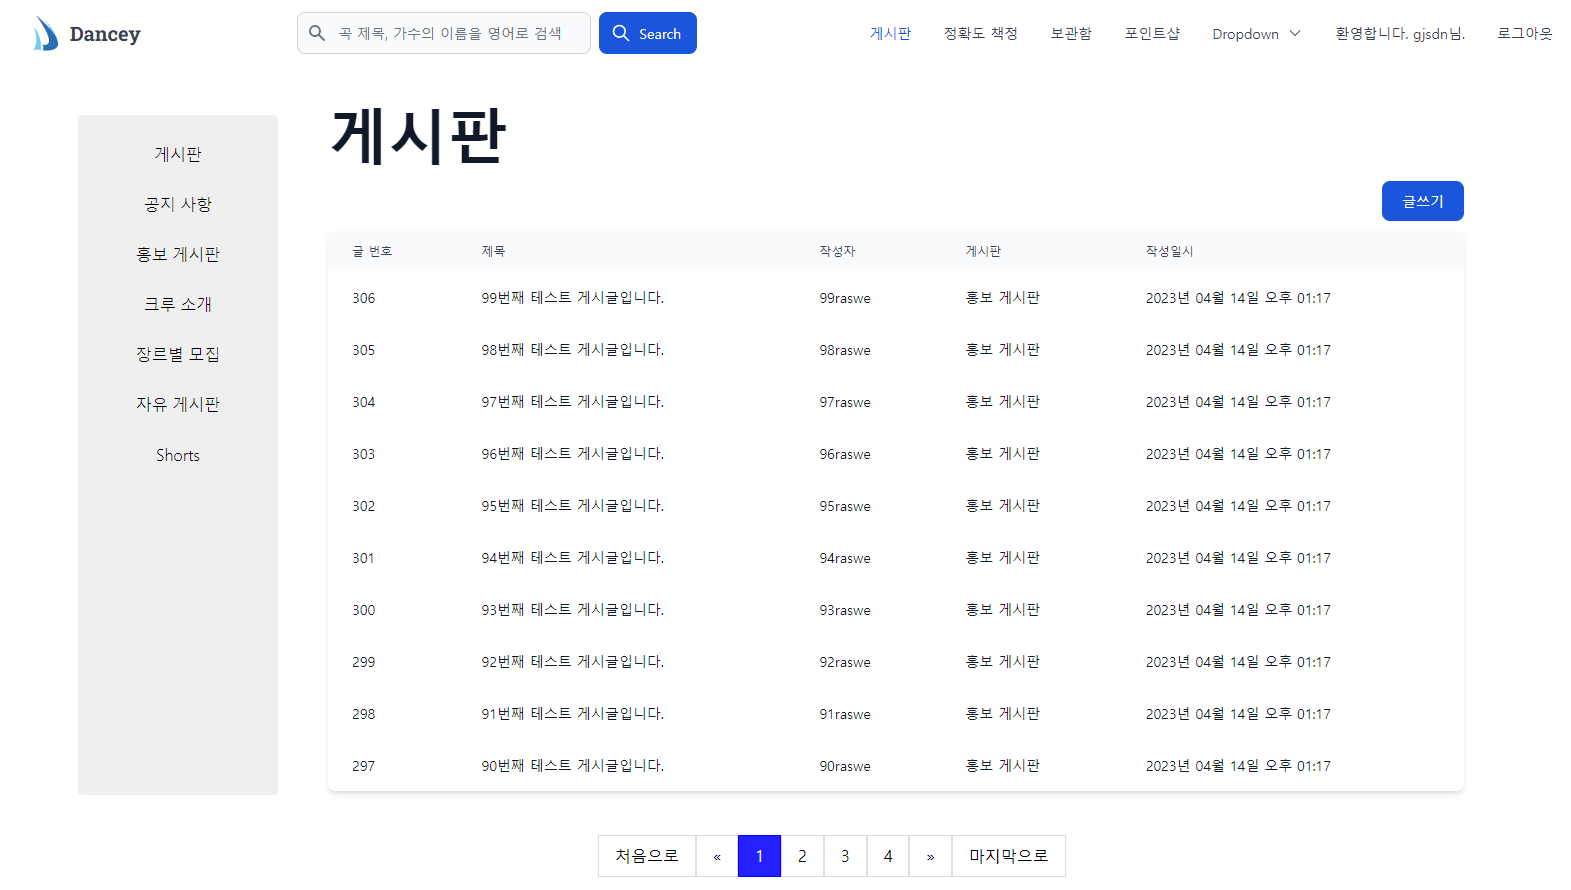 Dancey 곡 제목, 가수의 이름을 영어로 검색 Search 게시판 정확도 책정 보관함 포인트샵 Dropdown 환영합니다. gjsdn님. 로그아웃
게시판
공지 사항
홍보 게시판
크루 소개
장르별 모집
자유 게시판
Shorts
게시판
글쓰기
글 번호 제목 작성자 게시판 작성일시
306 99번째 테스트 게시글입니다. 99raswe 홍보 게시판 2023년 04월 14일 오후 01:17
305 98번째 테스트 게시글입니다. 98raswe 홍보 게시판 2023년 04월 14일 오후 01:17
304 97번째 테스트 게시글입니다. 97raswe 홍보 게시판 2023년 04월 14일 오후 01:17
303 96번째 테스트 게시글입니다. 96raswe 홍보 게시판 2023년 04월 14일 오후 01:17
302 95번째 테스트 게시글입니다. 95raswe 홍보 게시판 2023년 04월 14일 오후 01:17
301 94번째 테스트 게시글입니다. 94raswe 홍보 게시판 2023년 04월 14일 오후 01:17
300 93번째 테스트 게시글입니다. 93raswe 홍보 게시판 2023년 04월 14일 오후 01:17
299 92번째 테스트 게시글입니다. 92raswe 홍보 게시판 2023년 04월 14일 오후 01:17
298 91번째 테스트 게시글입니다. 91raswe 홍보 게시판 2023년 04월 14일 오후 01:17
297 90번째 테스트 게시글입니다. 90raswe 홍보 게시판 2023년 04월 14일 오후 01:17
처음으로 « 1 2 3 4 » 마지막으로